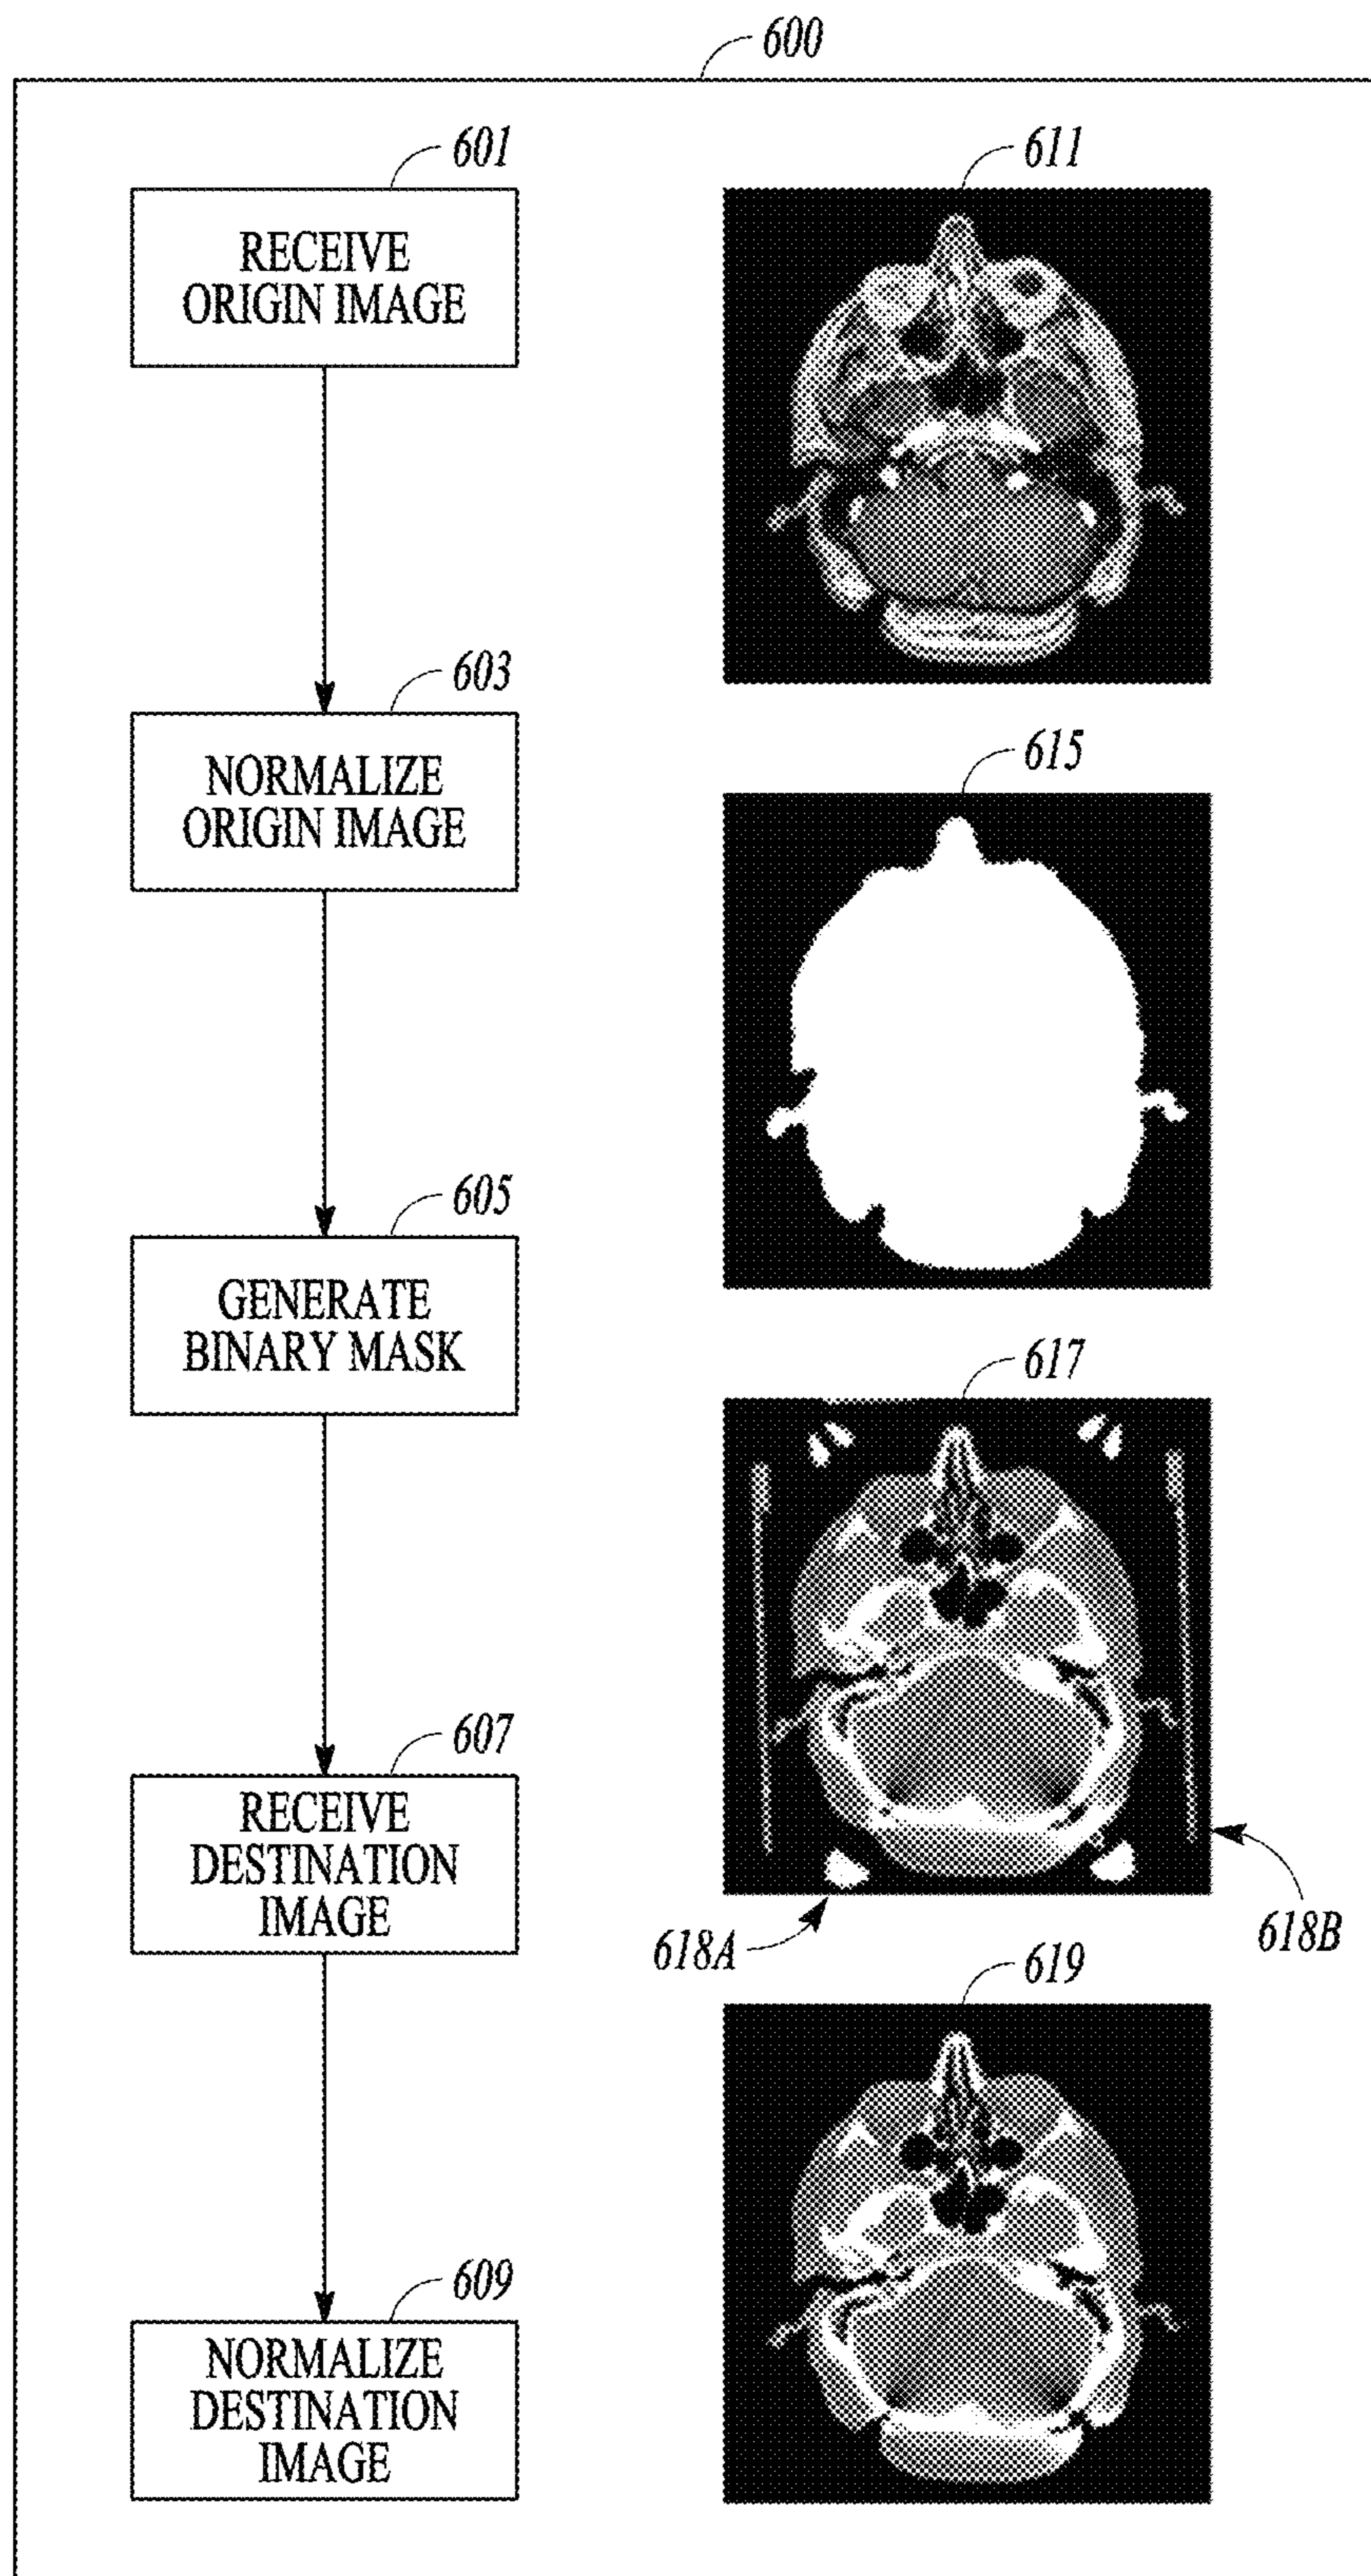 600
601
RECEIVE
ORIGIN IMAGE
603
NORMALIZE
ORIGIN IMAGE
605
GENERATE
BINARY MASK
607
RECEIVE
DESTINATION
IMAGE
609
NORMALIZE
DESTINATION
IMAGE
611
615
617
618A
618B
619